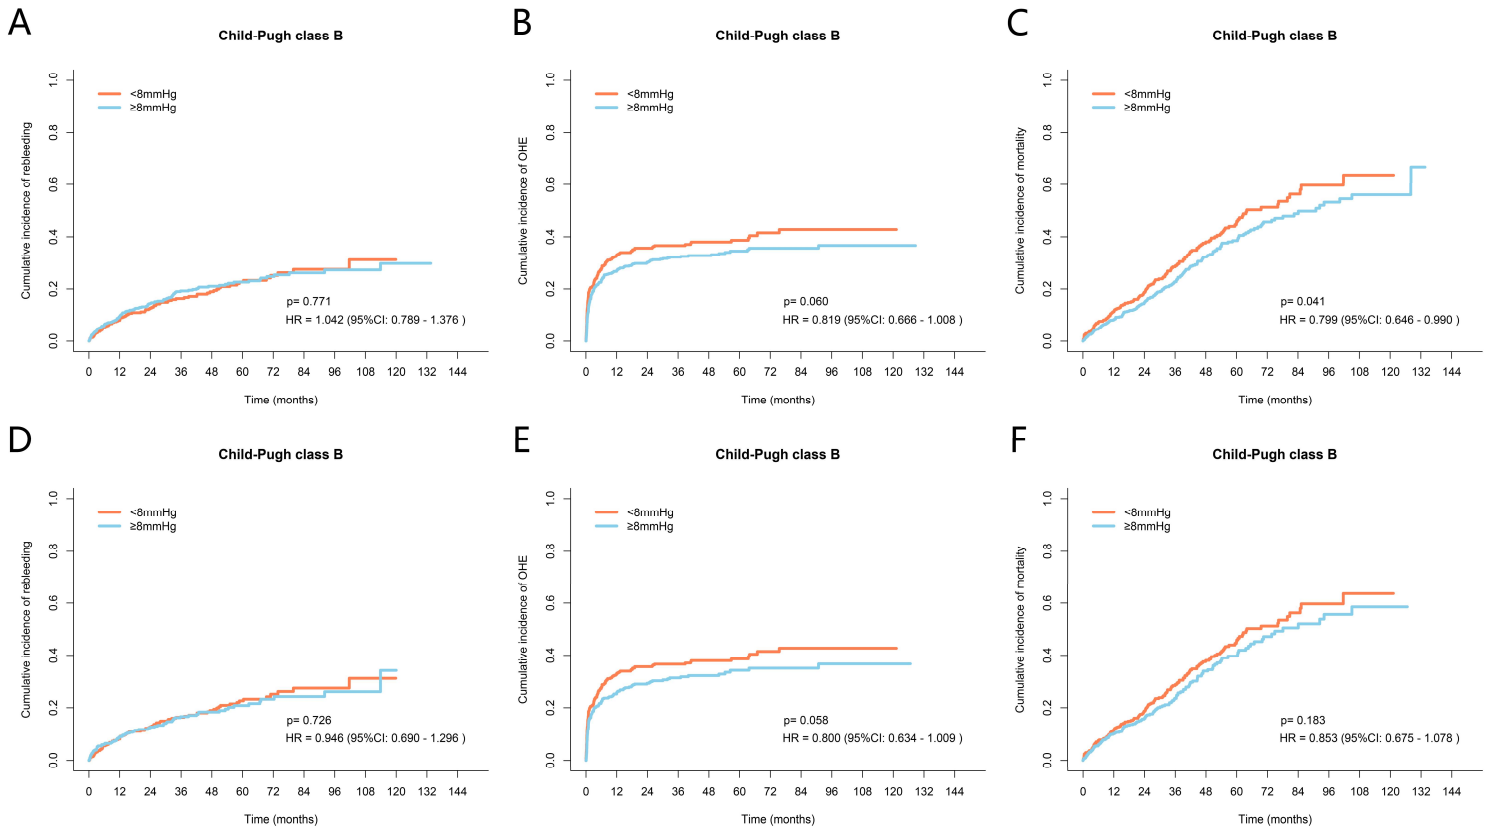 A
Child-Pugh class B
Cumulative incidence of rebleeding
0.0 0.2 0.4 0.6 0.8 1.0
<8mmHg
≥8mmHg
p= 0.771
HR = 1.042 (95%CI: 0.789 - 1.376 )
0 12 24 36 48 60 72 84 96 108 120 132 144
Time (months)
B
Child-Pugh class B
Cumulative incidence of OHE
0.0 0.2 0.4 0.6 0.8 1.0
<8mmHg
≥8mmHg
p= 0.060
HR = 0.819 (95%CI: 0.666 - 1.008 )
0 12 24 36 48 60 72 84 96 108 120 132 144
Time (months)
C
Child-Pugh class B
Cumulative incidence of mortality
0.0 0.2 0.4 0.6 0.8 1.0
<8mmHg
≥8mmHg
p= 0.041
HR = 0.799 (95%CI: 0.646 - 0.990 )
0 12 24 36 48 60 72 84 96 108 120 132 144
Time (months)
D
Child-Pugh class B
Cumulative incidence of rebleeding
0.0 0.2 0.4 0.6 0.8 1.0
<8mmHg
≥8mmHg
p= 0.726
HR = 0.946 (95%CI: 0.690 - 1.296 )
0 12 24 36 48 60 72 84 96 108 120 132 144
Time (months)
E
Child-Pugh class B
Cumulative incidence of OHE
0.0 0.2 0.4 0.6 0.8 1.0
<8mmHg
≥8mmHg
p= 0.058
HR = 0.800 (95%CI: 0.634 - 1.009 )
0 12 24 36 48 60 72 84 96 108 120 132 144
Time (months)
F
Child-Pugh class B
Cumulative incidence of mortality
0.0 0.2 0.4 0.6 0.8 1.0
<8mmHg
≥8mmHg
p= 0.183
HR = 0.853 (95%CI: 0.675 - 1.078 )
0 12 24 36 48 60 72 84 96 108 120 132 144
Time (months)